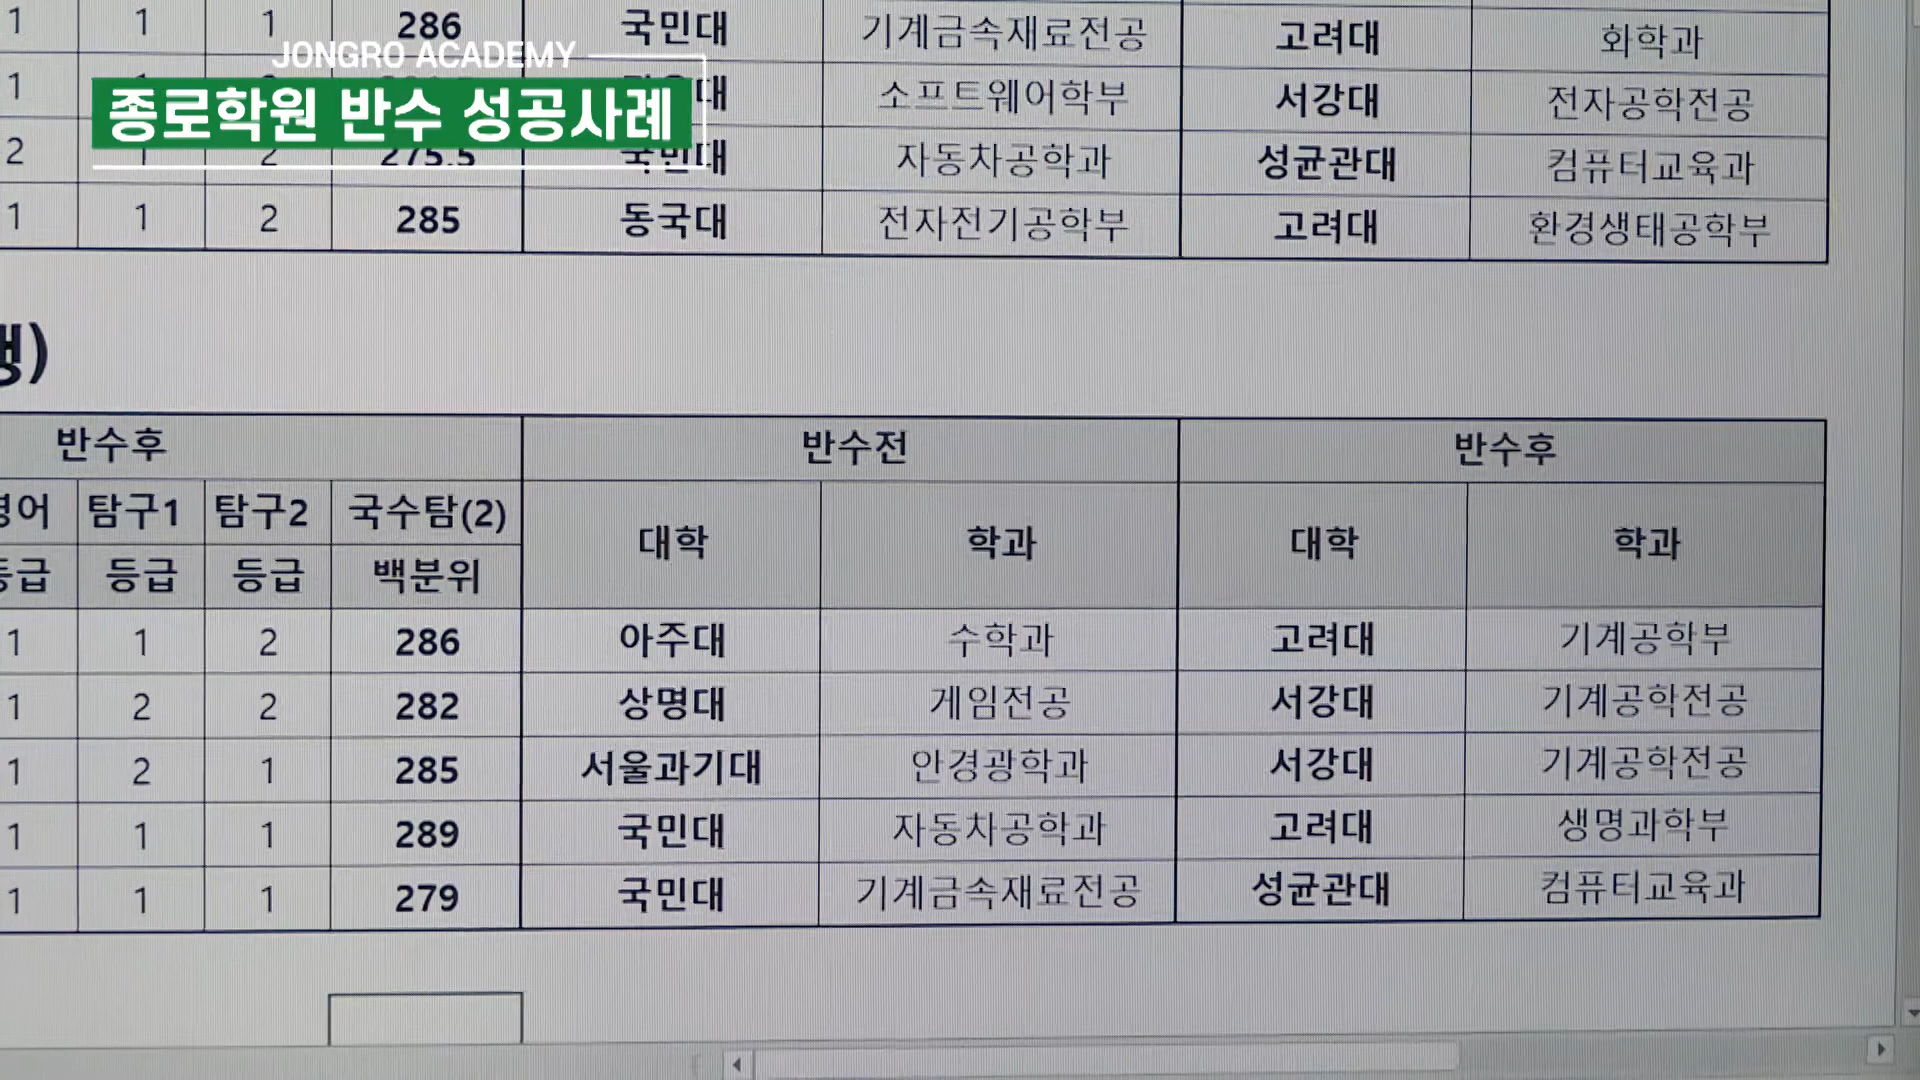 1 1 1 286 국민대 기계금속재료전공 고려대 화학과
JONGRO ACADEMY
종로학원 반수 성공사례
1 소프트웨어학부 서강대 전자공학전공
2 1 2 275.5 국민대 자동차공학과 성균관대 컴퓨터교육과
1 1 2 285 동국대 전자전기공학부 고려대 환경생태공학부
반수후 반수전 반수후
영어 탐구1 탐구2 국수탐(2) 대학 학과 대학 학과
등급 등급 등급 백분위
1 1 2 286 아주대 수학과 고려대 기계공학부
1 2 2 282 상명대 게임전공 서강대 기계공학전공
1 2 1 285 서울과기대 안경광학과 서강대 기계공학전공
1 1 1 289 국민대 자동차공학과 고려대 생명과학부
1 1 1 279 국민대 기계금속재료전공 성균관대 컴퓨터교육과